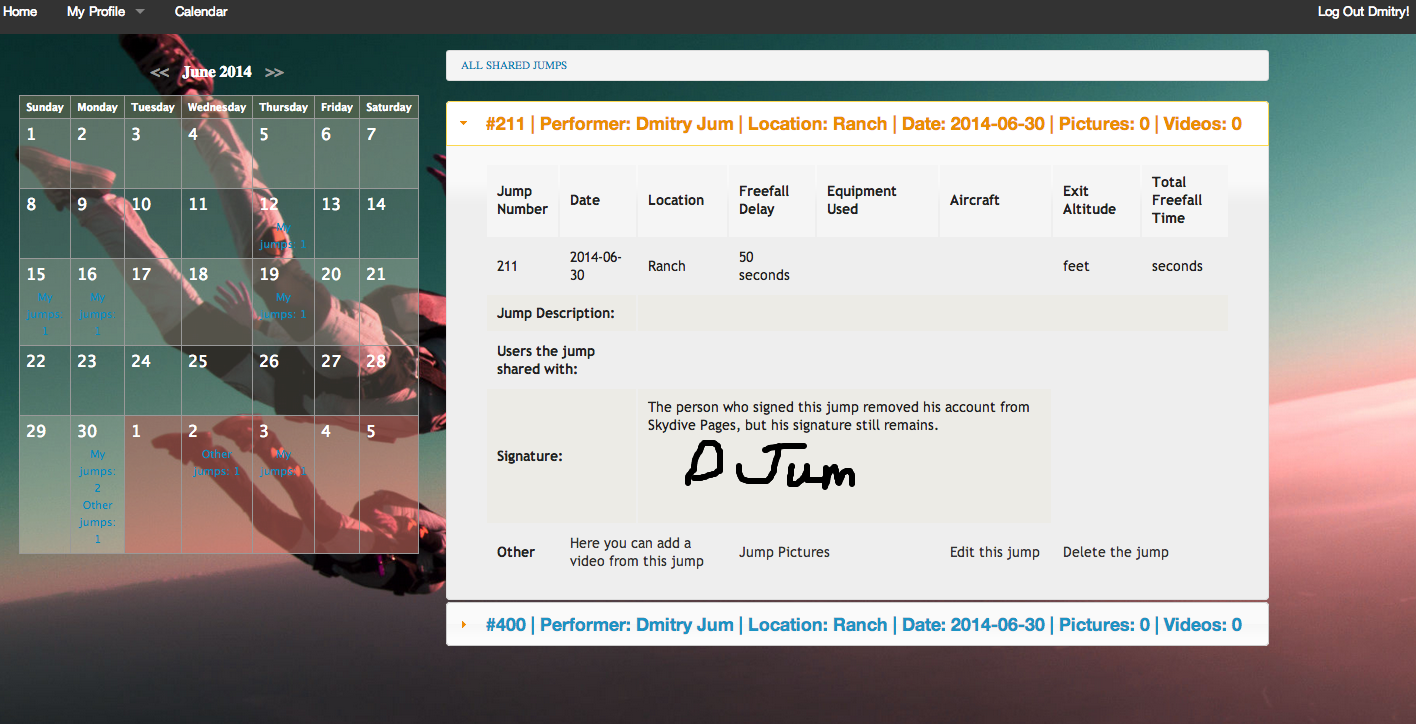 Home My Profile Calendar Log Out Dmitry!
<< June 2014 >>
Sunday Monday Tuesday Wednesday Thursday Friday Saturday
1 2 3 4 5 6 7
8 9 10 11 12 13 14
My
jumps: 1
15 16 17 18 19 20 21
My
jumps:
1
My
jumps:
1
My
jumps: 1
22 23 24 25 26 27 28
29 30 1 2 3 4 5
My
jumps:
2
Other
jumps:
1
Other
jumps: 1
My
jumps: 1
ALL SHARED JUMPS
#211 | Performer: Dmitry Jum | Location: Ranch | Date: 2014-06-30 | Pictures: 0 | Videos: 0
Jump
Number
Date
Location
Freefall
Delay
Equipment
Used
Aircraft
Exit
Altitude
Total
Freefall
Time
211
2014-06-
30
Ranch
50
seconds
feet
seconds
Jump Description:
Users the jump
shared with:
Signature:
The person who signed this jump removed his account from
Skydive Pages, but his signature still remains.
D Jum
Other
Here you can add a
video from this jump
Jump Pictures
Edit this jump
Delete the jump
#400 | Performer: Dmitry Jum | Location: Ranch | Date: 2014-06-30 | Pictures: 0 | Videos: 0